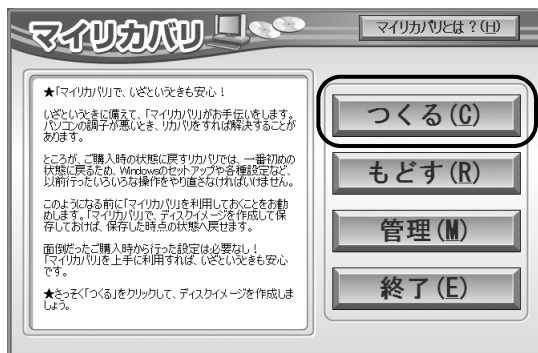 マイリカバリ
マイリカバリとは？(H)
★「マイリカバリ」で、いざというときも安心！
いざというときに備えて、「マイリカバリ」がお手伝いをします。
パソコンの調子が悪いとき、リカバリをすれば解決することが
あります。
ところが、ご購入時の状態に戻すリカバリでは、一番初めの
状態に戻るため、Windowsのセットアップや各種設定など、
以前行ったいろいろな操作をやり直さなければいけません。
このようになる前に「マイリカバリ」を利用しておくことをお勧
めします。「マイリカバリ」で、ディスクイメージを作成して保
存しておけば、保存した時点の状態へ戻せます。
面倒だったご購入時から行った設定は必要なし！
「マイリカバリ」を上手に利用すれば、いざというときも安心
です。
★さっそく「つくる」をクリックして、ディスクイメージを作成しま
しょう。
つくる(C)
もどす(R)
管理(M)
終了(E)